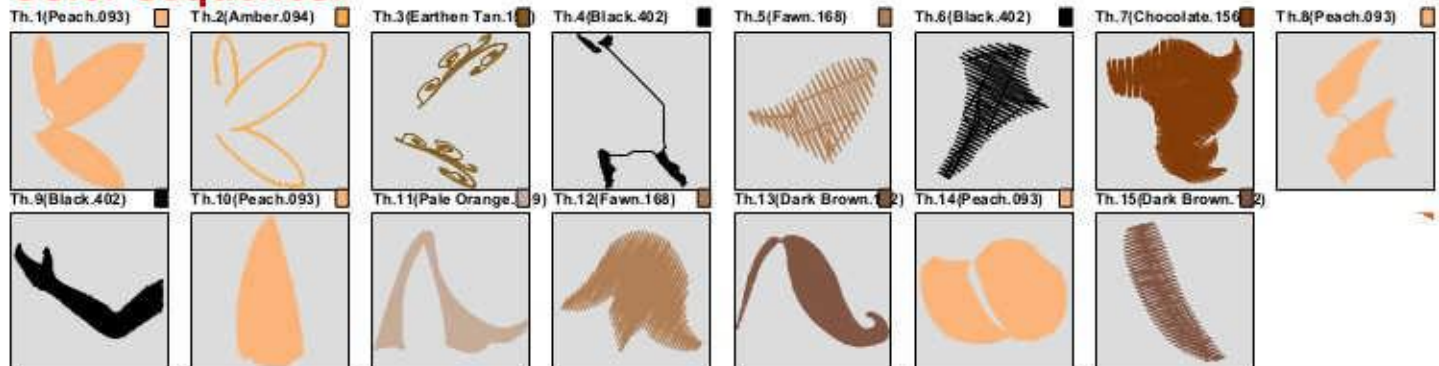 Th.1(Peach.093) Th.2(Amber.094) Th.3(Earthen Tan. Th.4(Black.402) Th.5(Fawn.168) Th.6(Black.402) Th.7(Chocolate.156 Th.8(Peach.093)
Th.9(Black.402) Th.10(Peach.093) Th.11(Pale Orange. 9) Th.12(Fawn.168) Th.13(Dark Brown. 2) Th.14(Peach.093) Th.15(Dark Brown. 2)